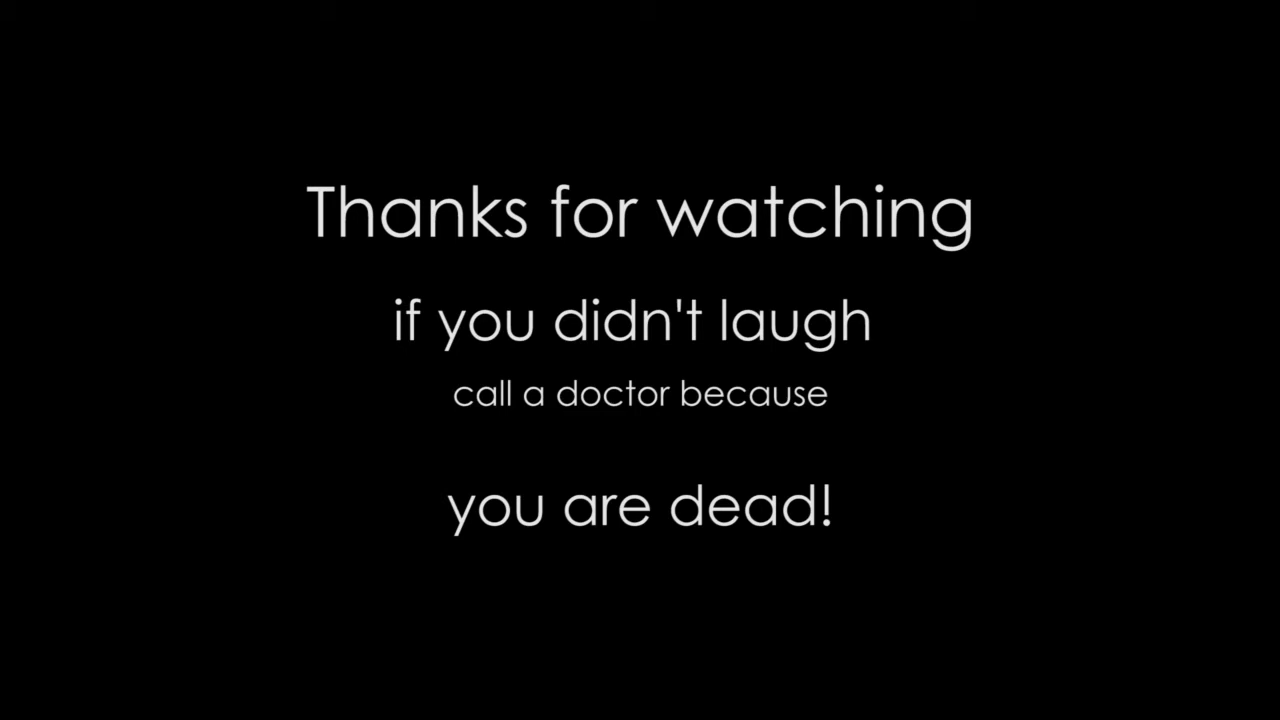 Thanks for watching
if you didn't laugh
call a doctor because
you are dead!